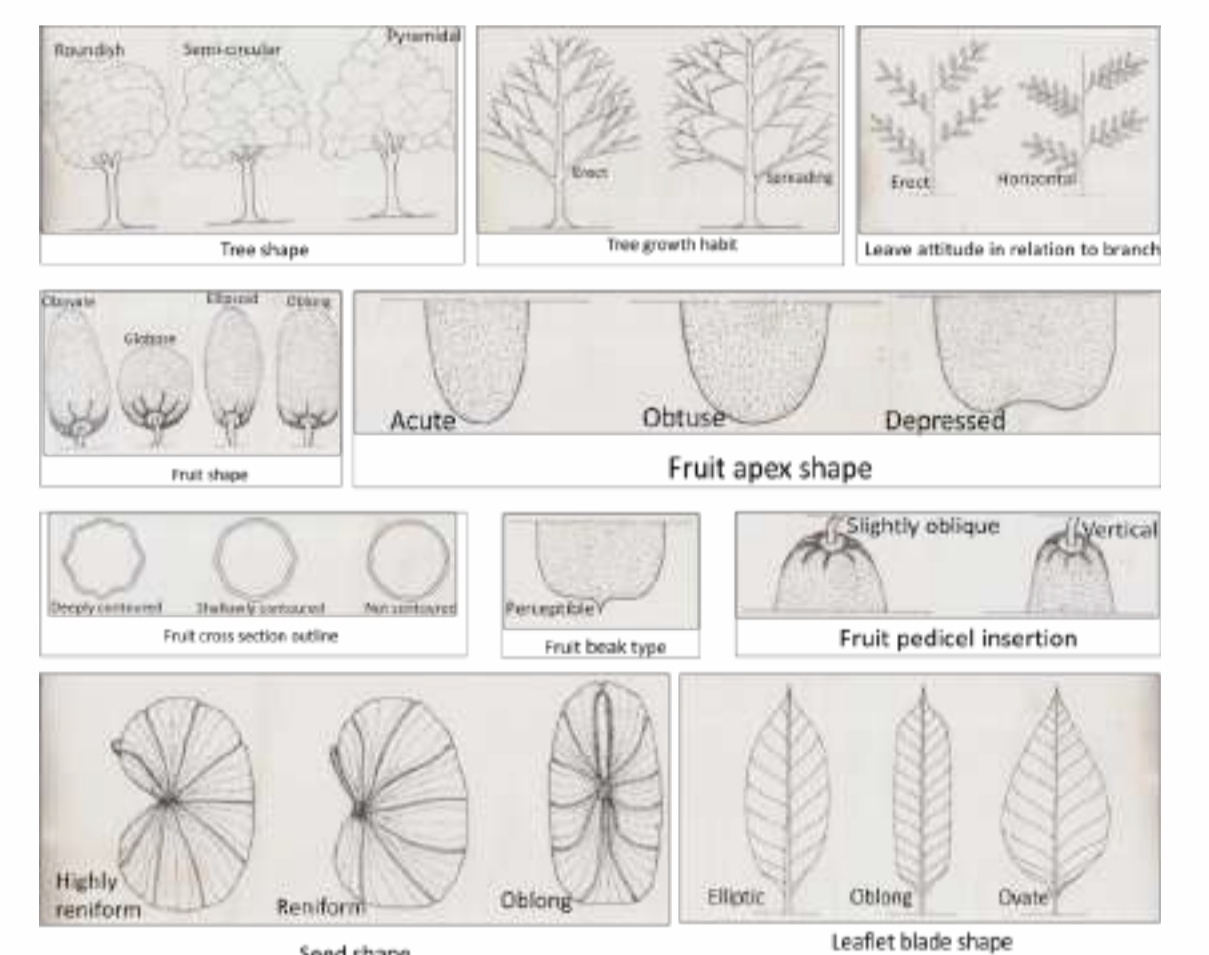 Roundish Semi-circular Pyramidal
Erect Spreading
Erect Horizontal
Tree shape
Tree growth habit
Leave attitude in relation to branch
Obovate Globose Ellipsoid Oblong
Acute Obtuse Depressed
Fruit shape
Fruit apex shape
Deeply contoured Shallowly contoured Not contoured
Perceptible
Slightly oblique Vertical
Fruit cross section outline
Fruit beak type
Fruit pedicel insertion
Highly
reniform
Reniform
Oblong
Elliptic Oblong Ovate
Seed shape
Leaflet blade shape